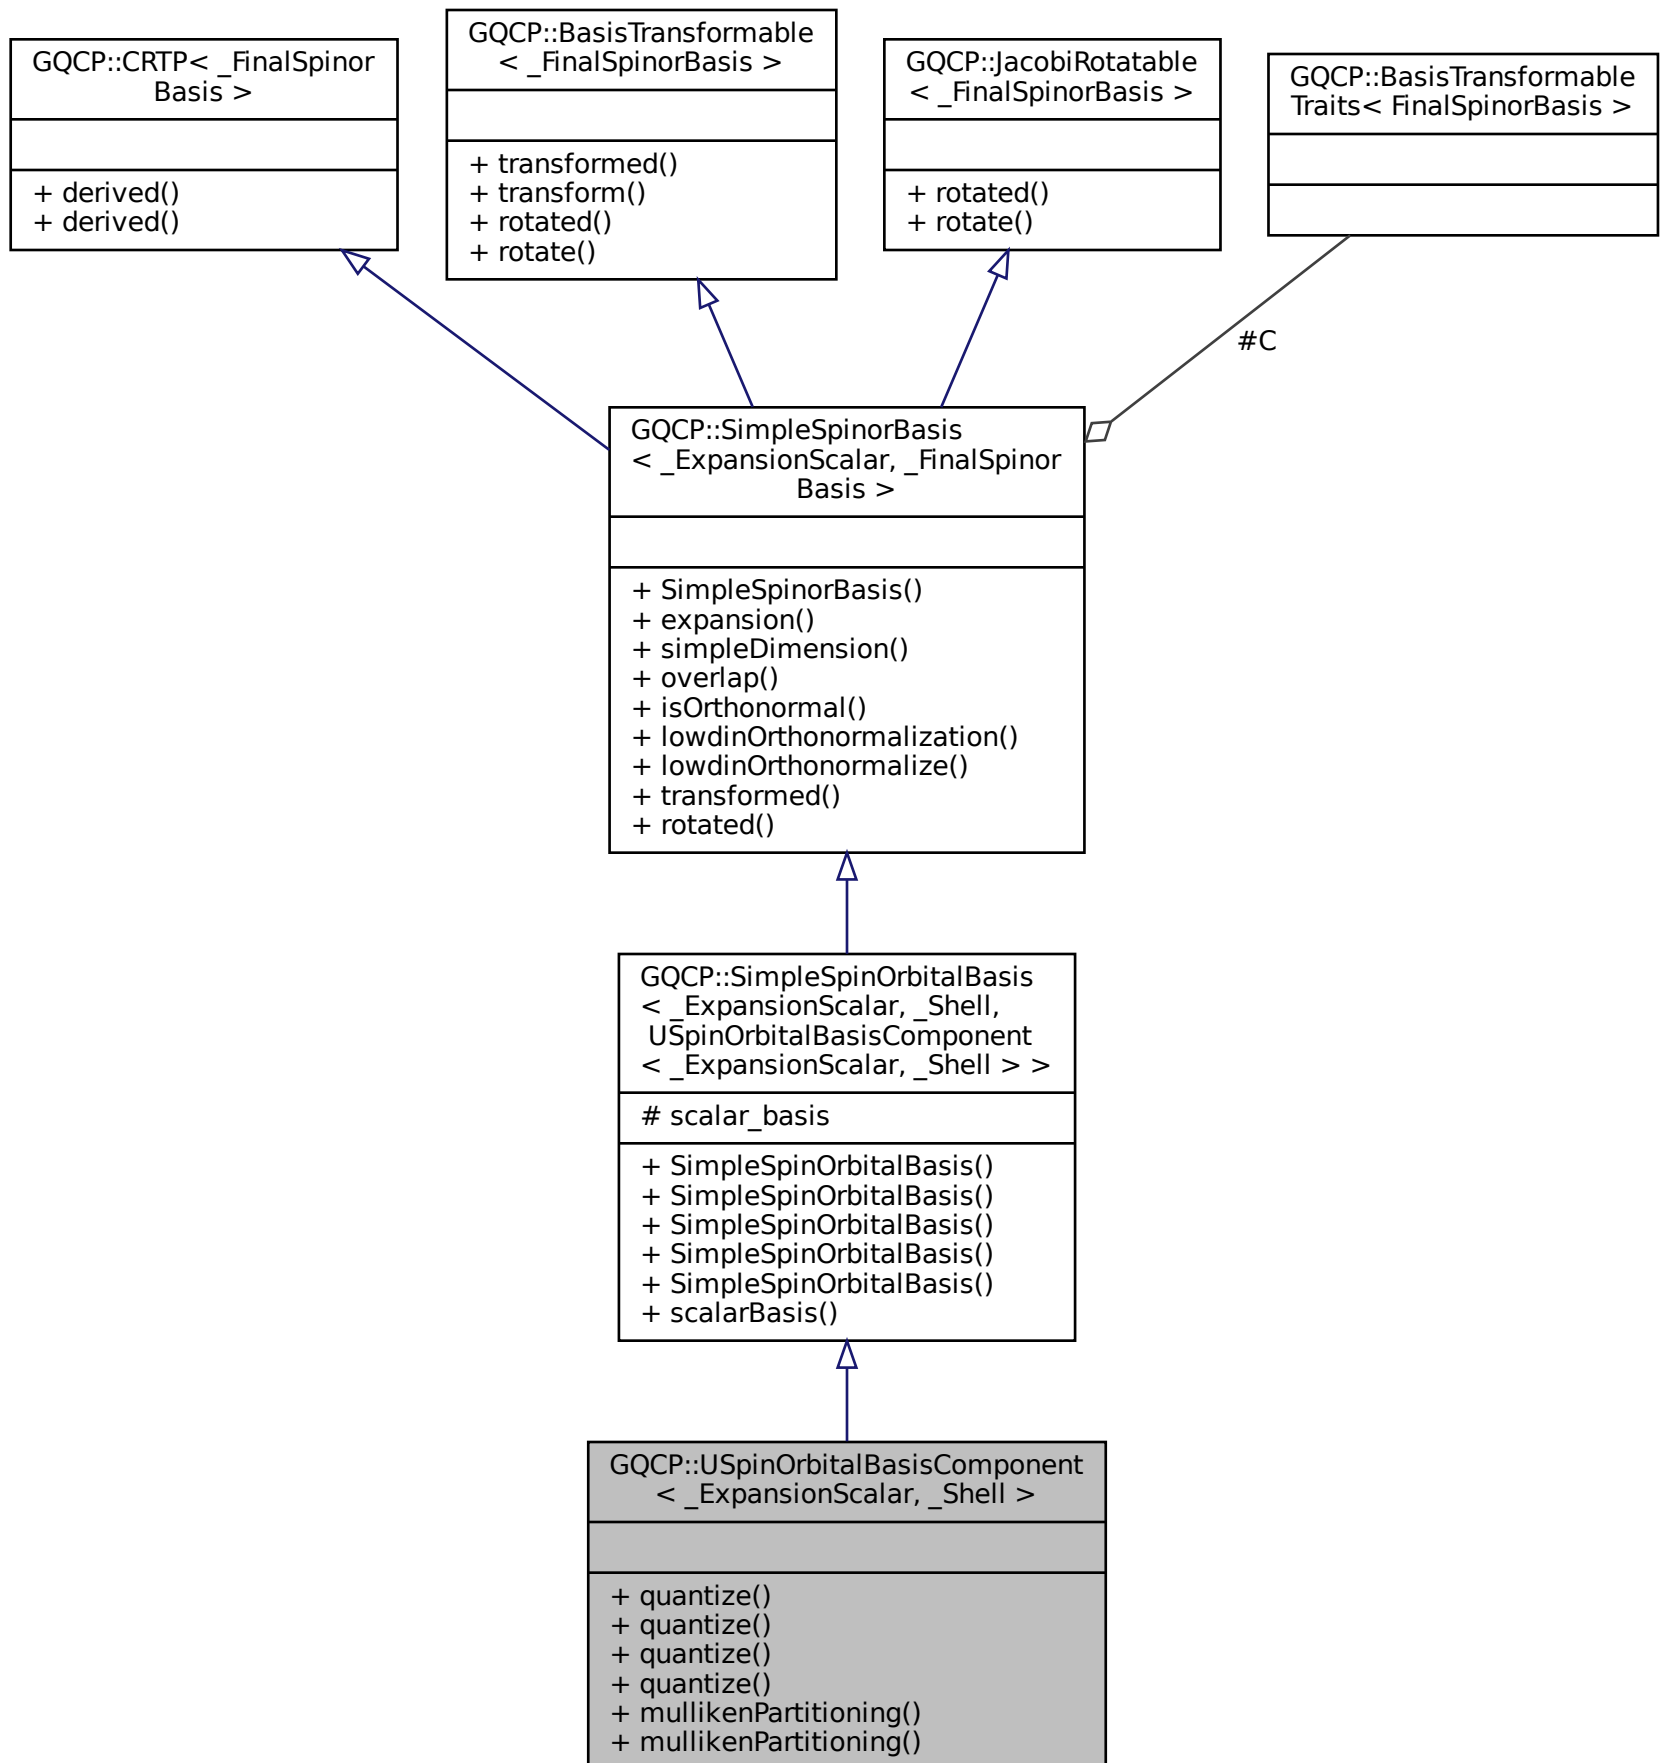 GQCP::CRTP< _FinalSpinor
Basis >
+ derived()
+ derived()
GQCP::BasisTransformable
< _FinalSpinorBasis >
+ transformed()
+ transform()
+ rotated()
+ rotate()
GQCP::JacobiRotatable
< _FinalSpinorBasis >
+ rotated()
+ rotate()
GQCP::BasisTransformable
Traits< FinalSpinorBasis >
#C
GQCP::SimpleSpinorBasis
< _ExpansionScalar, _FinalSpinor
Basis >
+ SimpleSpinorBasis()
+ expansion()
+ simpleDimension()
+ overlap()
+ isOrthonormal()
+ lowdinOrthonormalization()
+ lowdinOrthonormalize()
+ transformed()
+ rotated()
GQCP::SimpleSpinOrbitalBasis
< _ExpansionScalar, _Shell,
USpinOrbitalBasisComponent
< _ExpansionScalar, _Shell > >
# scalar_basis
+ SimpleSpinOrbitalBasis()
+ SimpleSpinOrbitalBasis()
+ SimpleSpinOrbitalBasis()
+ SimpleSpinOrbitalBasis()
+ SimpleSpinOrbitalBasis()
+ scalarBasis()
GQCP::USpinOrbitalBasisComponent
< _ExpansionScalar, _Shell >
+ quantize()
+ quantize()
+ quantize()
+ quantize()
+ mullikenPartitioning()
+ mullikenPartitioning()